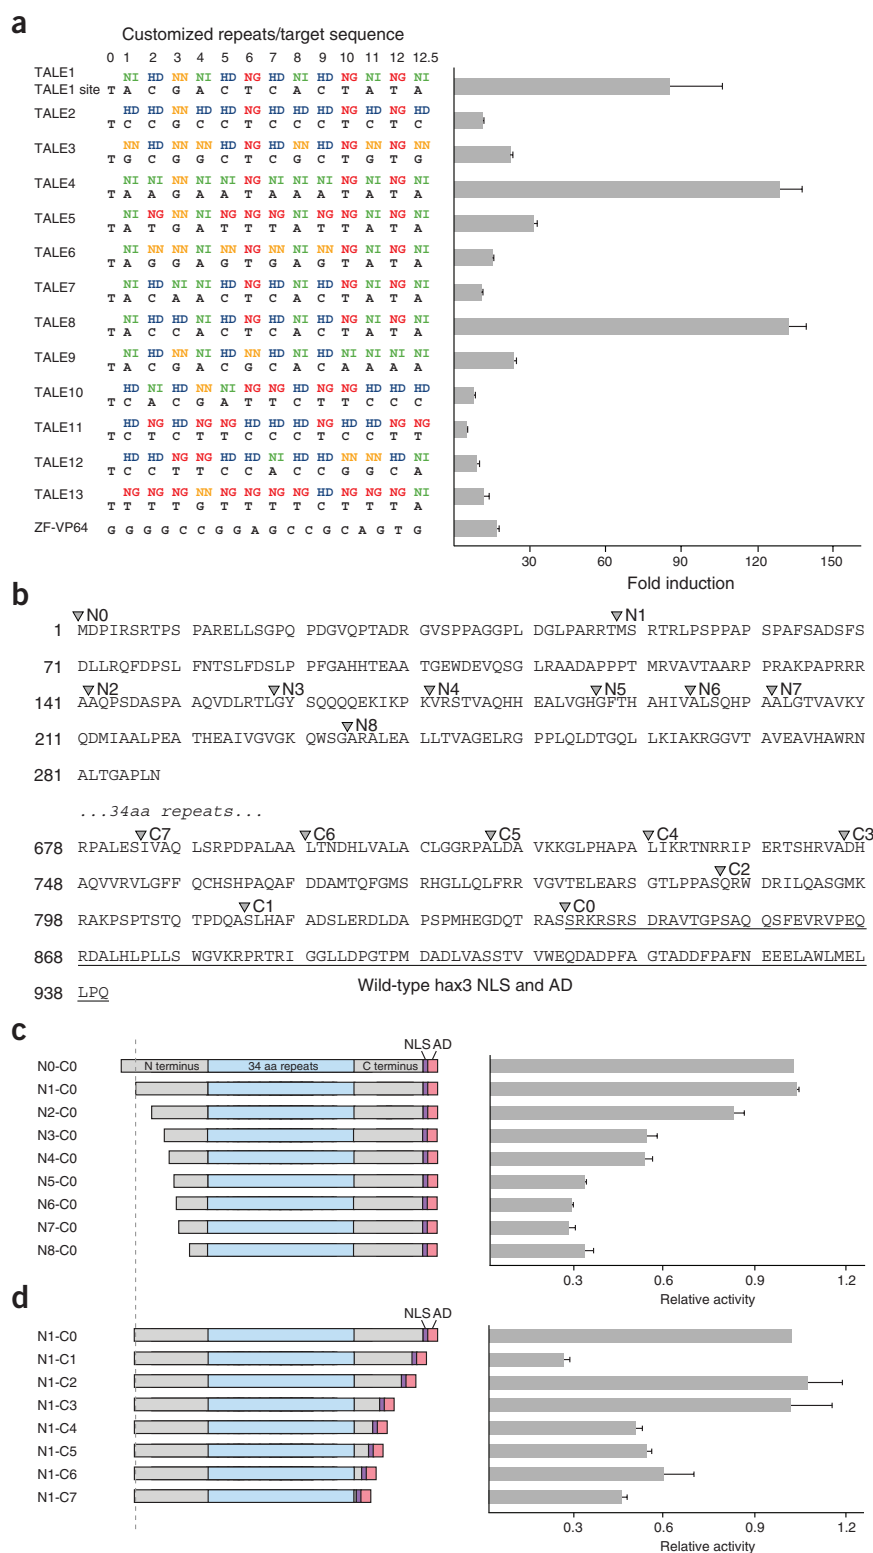 a
Customized repeats/target sequence
0 1 2 3 4 5 6 7 8 9 10 11 12 12.5
TALE1 NI HD NN NI HD NG HD NI HD NG NI NG NI
TALE1 site T A C G A C T C A C T A T A
TALE2 HD HD NN HD HD NG HD HD HD NG HD NG HD
T C C G C C T C C C T C T C
TALE3 NN HD NN NN HD NG HD NN HD NG NN NG NN
T G C G G C T C G C T G T G
TALE4 NI NI NN NI NI NG NI NI NI NG NI NG NI
T A A G A A T A A A T A T A
TALE5 NI NG NN NI NG NG NG NI NG NG NI NG NI
T A T G A T T T A T T A T A
TALE6 NI NN NN NI NN NG NN NI NN NG NI NG NI
T A G G A G T G A G T A T A
TALE7 NI HD NI NI HD NG HD NI HD NG NI NG NI
T A C A A C T C A C T A T A
TALE8 NI HD HD NI HD NG HD NI HD NG NI NG NI
T A C C A C T C A C T A T A
TALE9 NI HD NN NI HD NN HD NI HD NI NI NI NI
T A C G A C G C A C A A A A
TALE10 HD NI HD NN NI NG NG HD NG NG HD HD HD
T C A C G A T T C T T C C C
TALE11 HD NG HD NG NG HD HD HD NG HD HD NG NG
T C T C T T C C C T C C T T
TALE12 HD HD NG NG HD HD NI HD HD NN NN HD NI
T C C T T C C A C C G G C A
TALE13 NG NG NG NN NG NG NG NG HD NG NG NG NI
T T T T G T T T T C T T T A
ZF-VP64 G G G G C C G G A G C C G C A G T G
30 60 90 120 150
Fold induction
b
N0 N1
1 MDPIRSRTPS PARELLSGPQ PDGVQPTADR GVSPPAGGPL DGLPARRTMS RTRLPSPPAP SPAFSADSFS
71 DLLRQFDPSL FNTSLFDSLP PFGAHHTEAA TGEWDEVQSG LRAADAPPPT MRVAVTAARP PRAKPAPRRR
N2 N3 N4 N5 N6 N7
141 AAQPSDASPA AQVDLRTLGY SQQQQEKIKP KVRSTVAQHH EALVGHGFTH AHIVALSQHP AALGTVAVKY
N8
211 QDMIAALPEA THEAIVGVGK QWSGARALEA LLTVAGELRG PPLQLDTGQL LKIAKRGGVT AVEAVHAWRN
281 ALTGAPLN
...34aa repeats...
C7 C6 C5 C4 C3
678 RPALESIVAQ LSRPDPALAA LTNDHLVALA CLGGRPALDA VKKGLPHAPA LIKRTNRRIP ERTSHRVADH
C2
748 AQVVRVLGFF QCHSHPAQAF DDAMTQFGMS RHGLLQLFRR VGVTELEARS GTLPPASQRW DRILQASGMK
C1 C0
798 RAKPSPTSTQ TPDQASLHAF ADSLERDLDA PSPMHEGDQT RASSRKRSRS DRAVTGPSAQ QSFEVRVPEQ
868 RDALHLPLLS WGVKRPRTRI GGLLDPGTPM DADLVASSTV VWEQDADPFA GTADDFPAFN EEELAWLMEL
938 LPQ Wild-type hax3 NLS and AD
c
NLS AD
N0-C0 N terminus 34 aa repeats C terminus
N1-C0
N2-C0
N3-C0
N4-C0
N5-C0
N6-C0
N7-C0
N8-C0
0.3 0.6 0.9 1.2
Relative activity
d
NLS AD
N1-C0
N1-C1
N1-C2
N1-C3
N1-C4
N1-C5
N1-C6
N1-C7
0.3 0.6 0.9 1.2
Relative activity